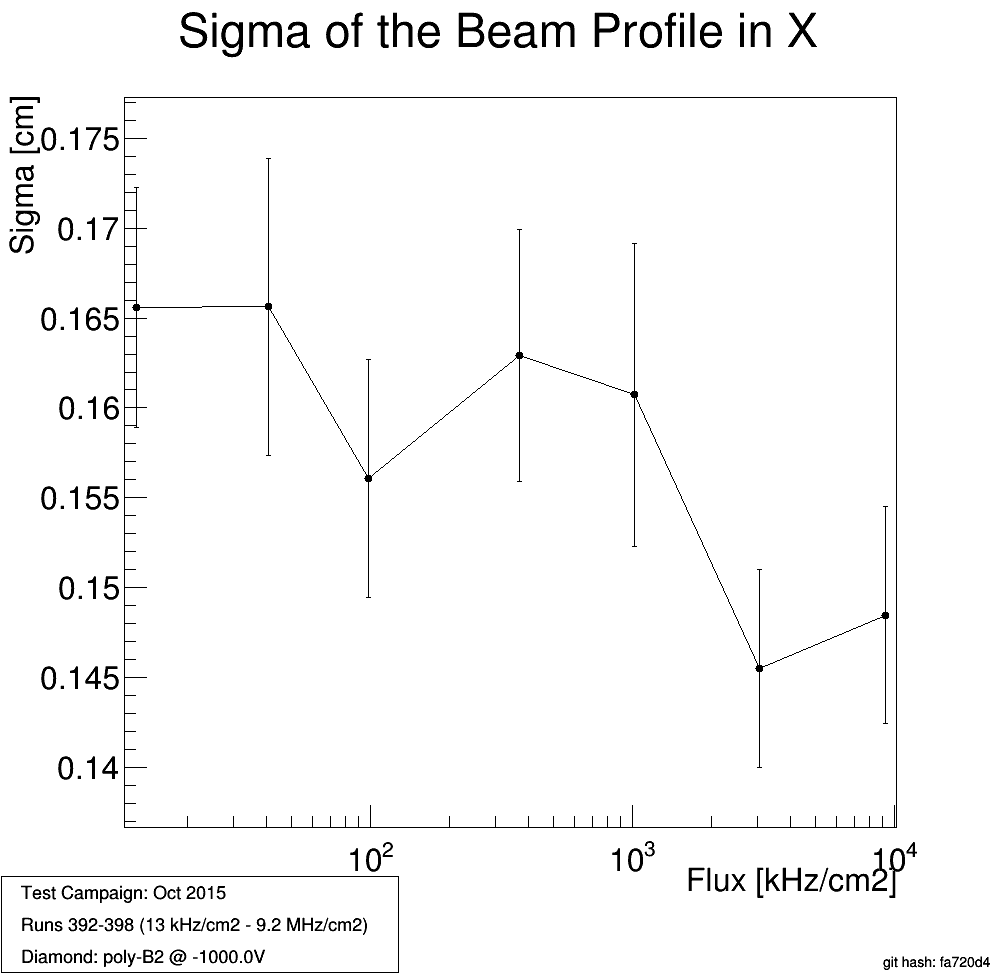 Sigma of the Beam Profile in X
Sigma [cm]
0.175
0.17
0.165
0.16
0.155
0.15
0.145
0.14
10² 10³ 10⁴
Flux [kHz/cm2]
Test Campaign: Oct 2015
Runs 392-398 (13 kHz/cm2 - 9.2 MHz/cm2)
Diamond: poly-B2 @ -1000.0V
git hash: fa720d4